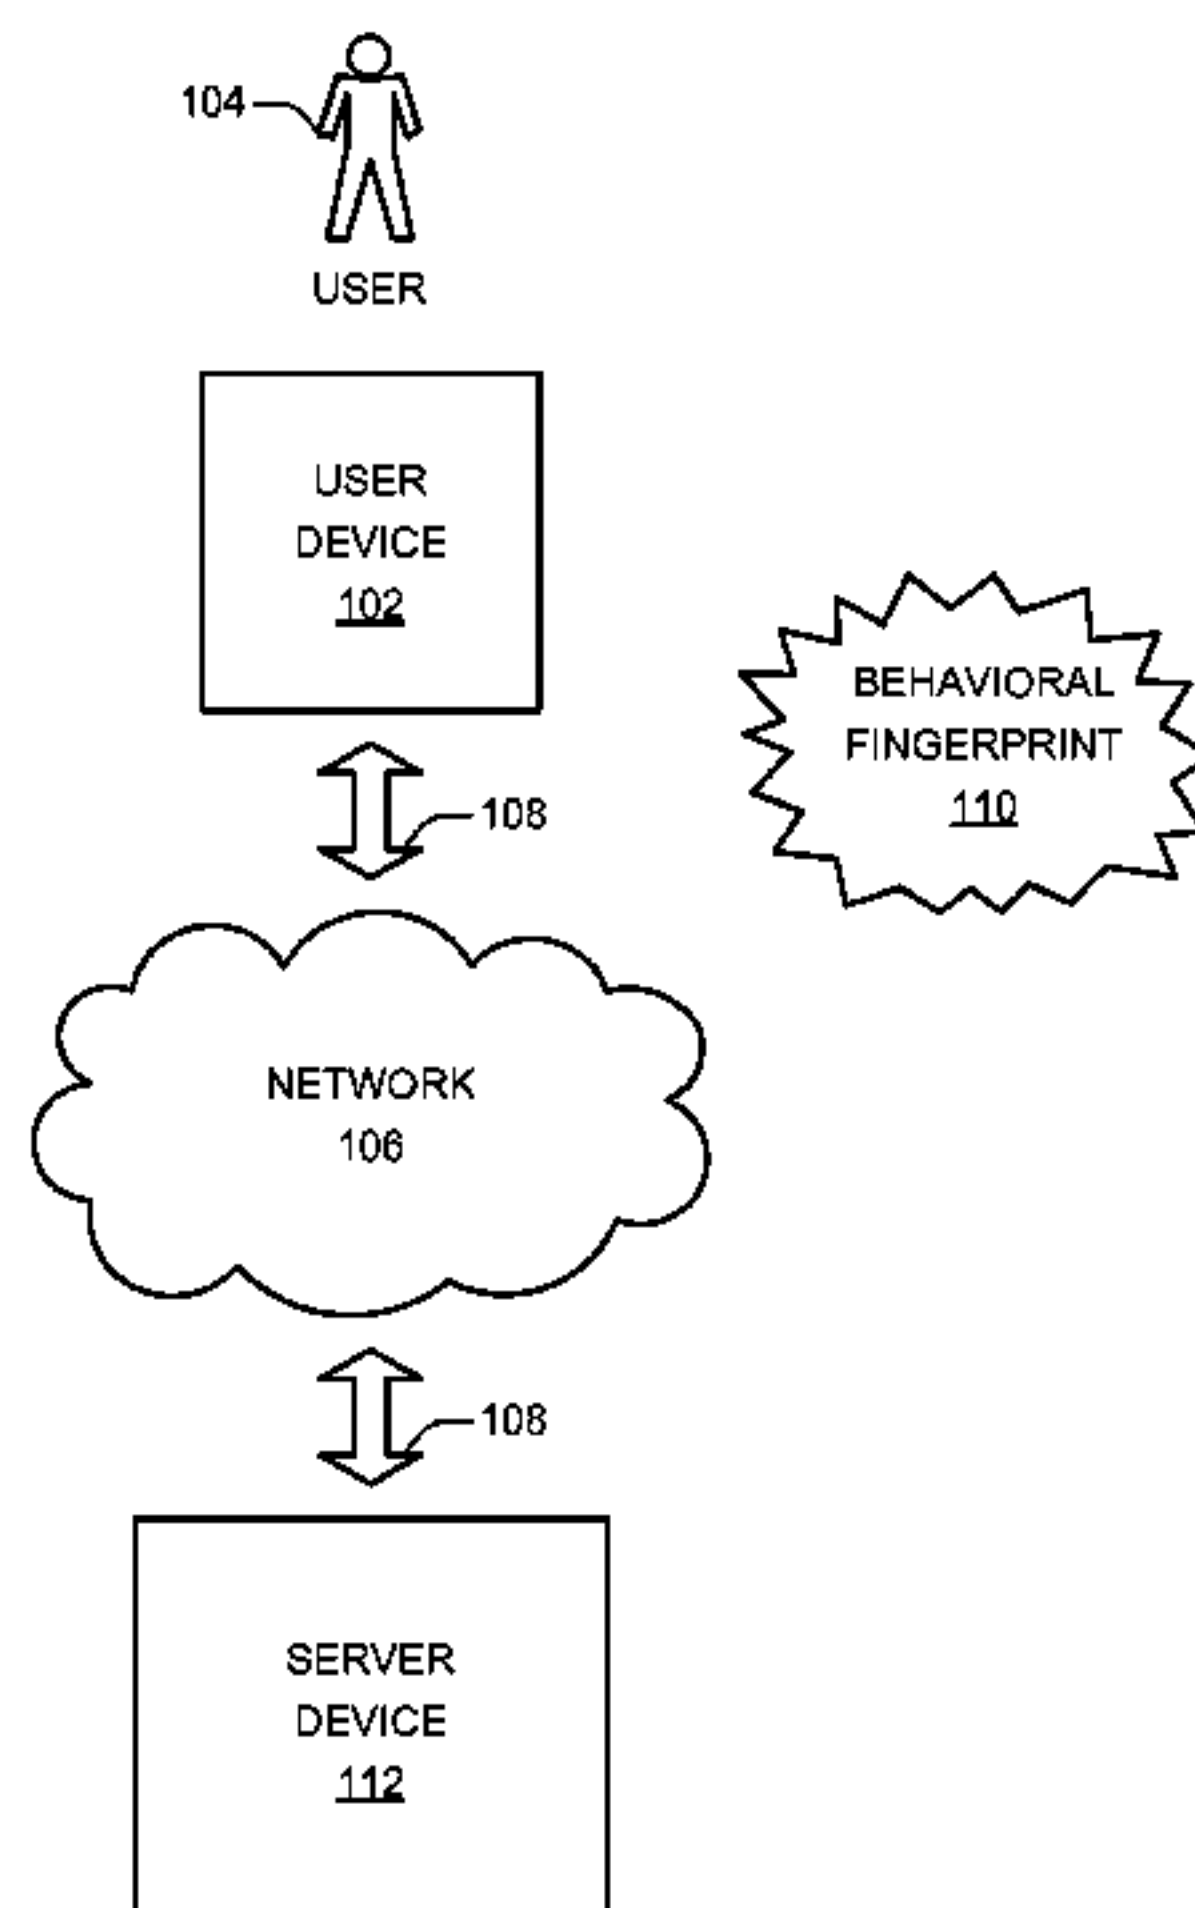 104
USER
USER
DEVICE
102
BEHAVIORAL
FINGERPRINT
110
108
NETWORK
106
108
SERVER
DEVICE
112